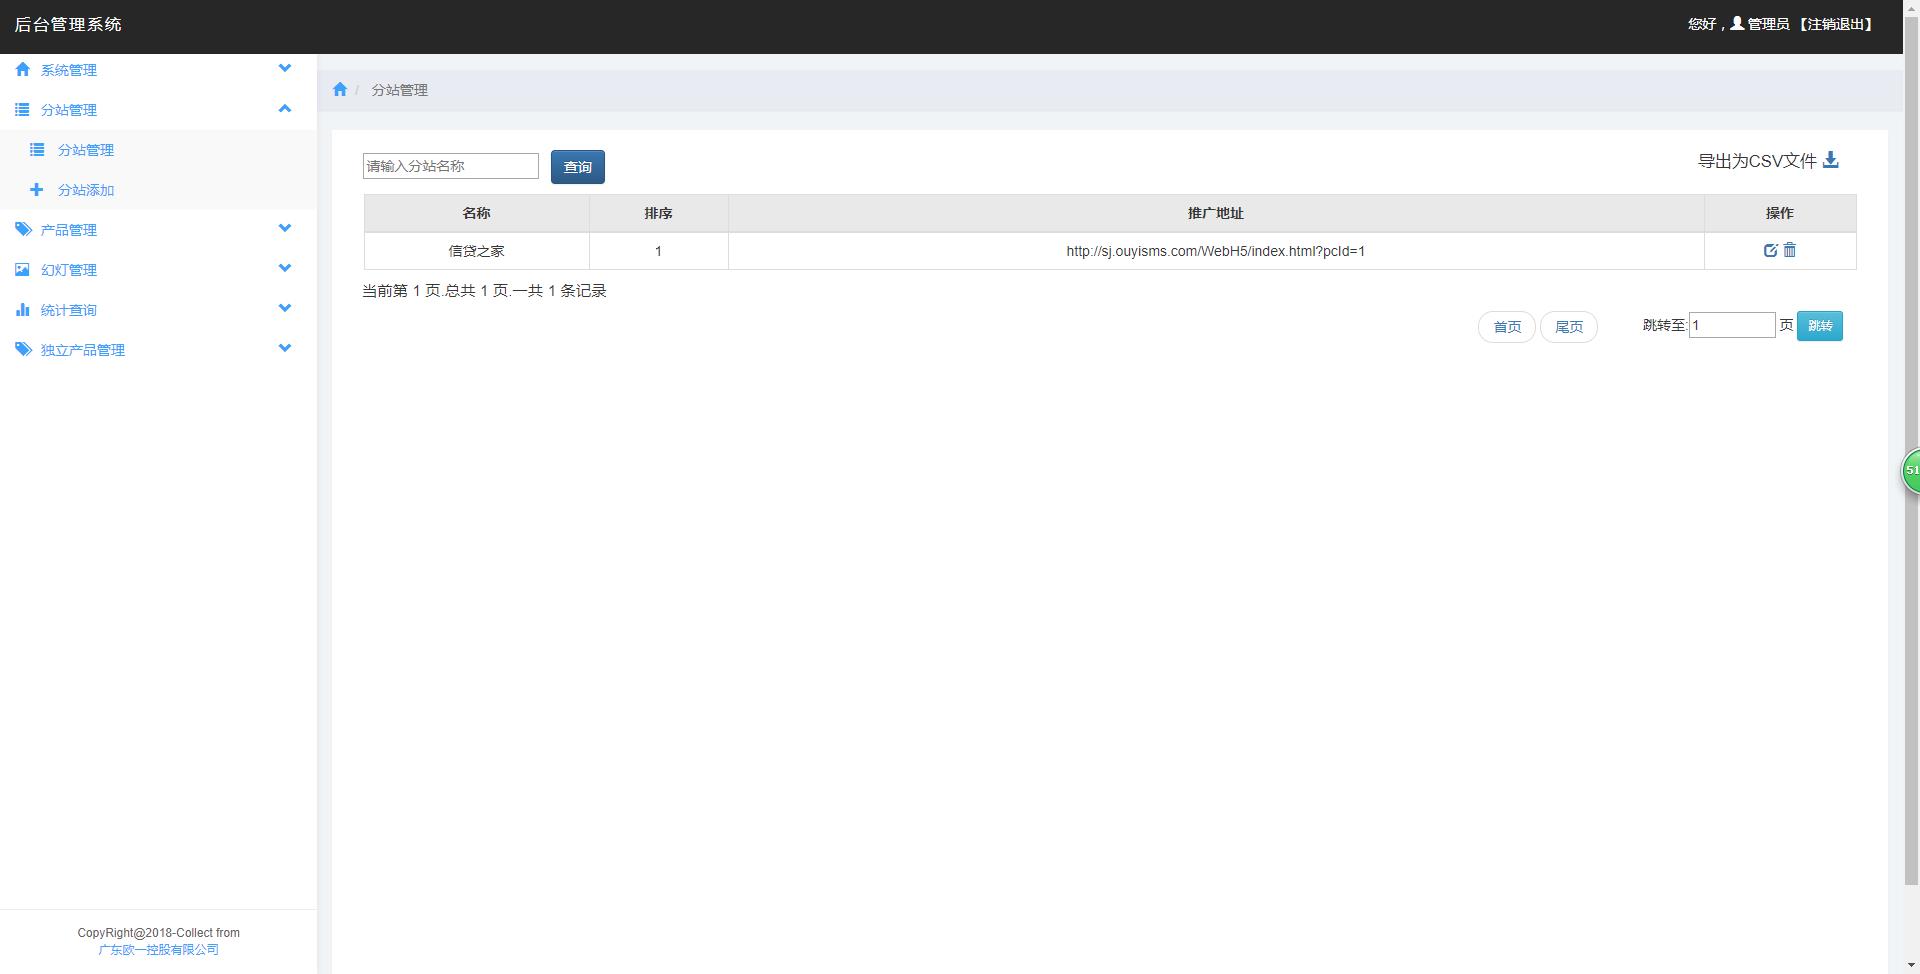 后台管理系统
您好，管理员 【注销退出】
系统管理
分站管理
分站管理
分站添加
产品管理
幻灯管理
统计查询
独立产品管理
/ 分站管理
请输入分站名称 查询
导出为CSV文件
名称 排序 推广地址 操作
信贷之家 1 http://sj.ouyisms.com/WebH5/index.html?pcId=1
当前第 1 页.总共 1 页.一共 1 条记录
首页 尾页 跳转至:1 页 跳转
51
CopyRight@2018-Collect from
广东欧一控股有限公司